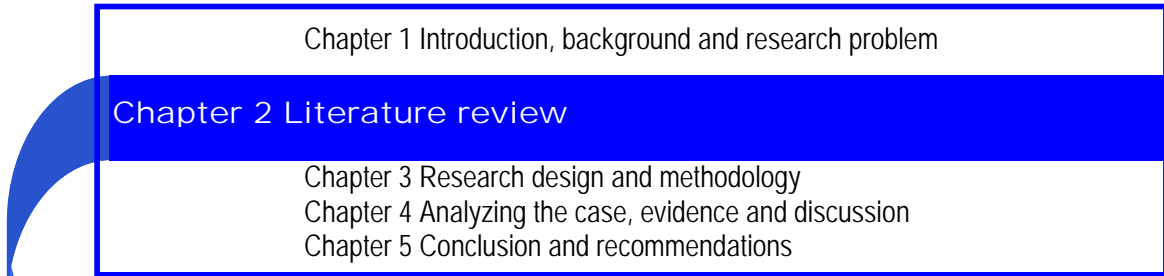 Chapter 1 Introduction, background and research problem
Chapter 2 Literature review
Chapter 3 Research design and methodology
Chapter 4 Analyzing the case, evidence and discussion
Chapter 5 Conclusion and recommendations